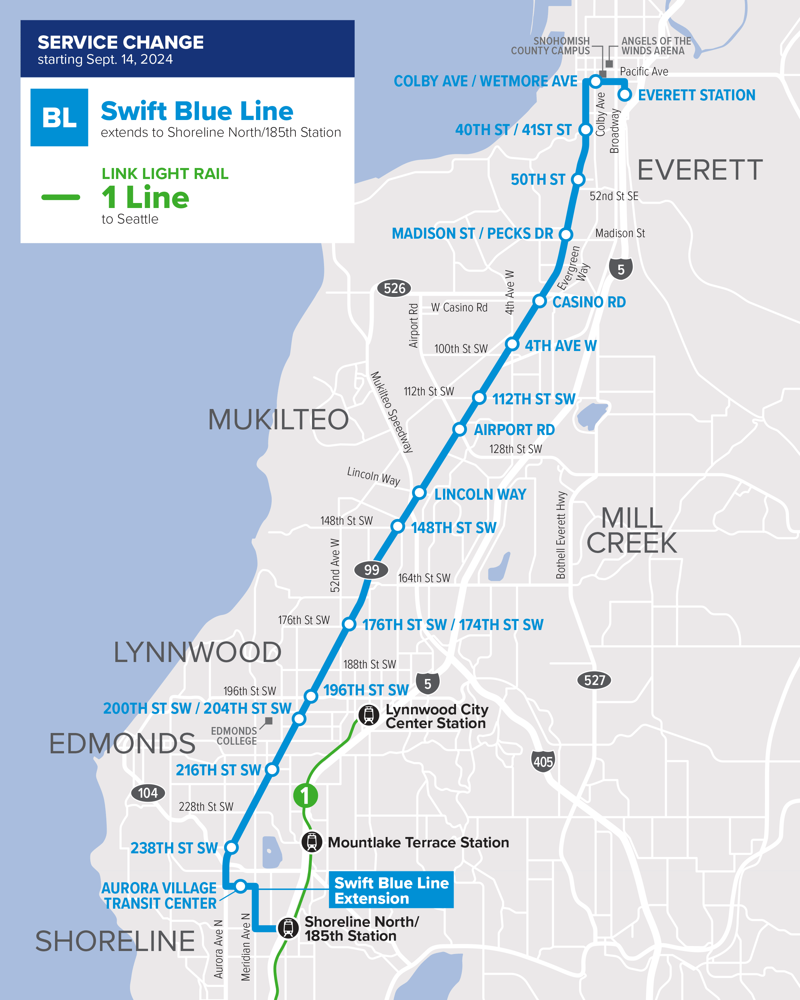 SERVICE CHANGE
starting Sept. 14, 2024
BL
Swift Blue Line
extends to Shoreline North/185th Station
LINK LIGHT RAIL
1 Line
to Seattle
SNOHOMISH
COUNTY CAMPUS
ANGELS OF THE
WINDS ARENA
Pacific Ave
COLBY AVE / WETMORE AVE
EVERETT STATION
Colby Ave
Broadway
40TH ST / 41ST ST
EVERETT
50TH ST
52nd St SE
MADISON ST / PECKS DR
Madison St
Evergreen
Way
5
526
4th Ave W
CASINO RD
W Casino Rd
Airport Rd
4TH AVE W
100th St SW
Mukilteo Speedway
112th St SW
112TH ST SW
MUKILTEO
AIRPORT RD
128th St SW
Lincoln Way
LINCOLN WAY
Bothell Everett Hwy
MILL
CREEK
148th St SW
148TH ST SW
52nd Ave W
99
164th St SW
176th St SW
176TH ST SW / 174TH ST SW
LYNNWOOD
188th St SW
5
527
196th St SW
196TH ST SW
200TH ST SW / 204TH ST SW
Lynnwood City
Center Station
EDMONDS
COLLEGE
EDMONDS
216TH ST SW
405
104
1
228th St SW
Mountlake Terrace Station
238TH ST SW
Swift Blue Line
Extension
AURORA VILLAGE
TRANSIT CENTER
Aurora Ave N
Meridian Ave N
Shoreline North/
185th Station
SHORELINE